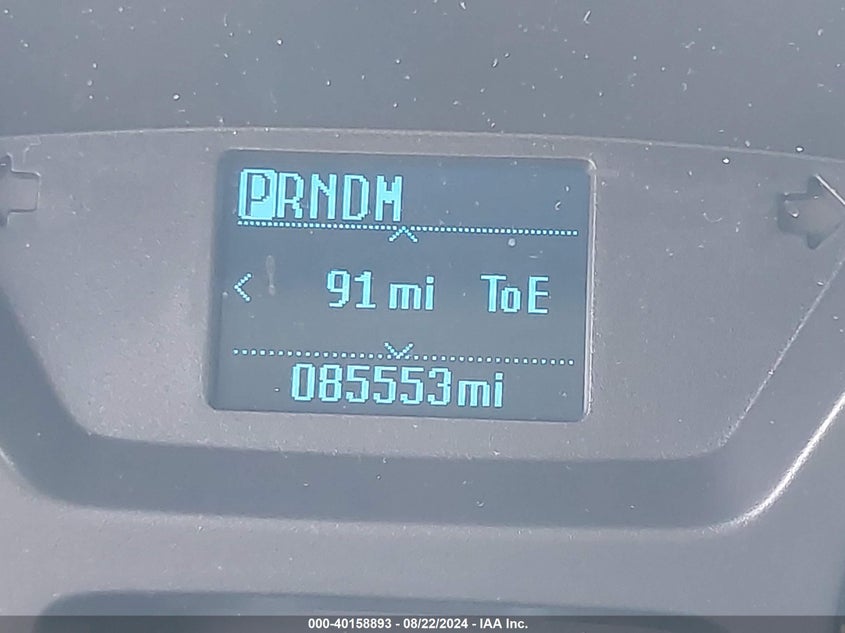 PRNDM
91 mi ToE
085553mi
000-40158893 - 08/22/2024 - IAA Inc.